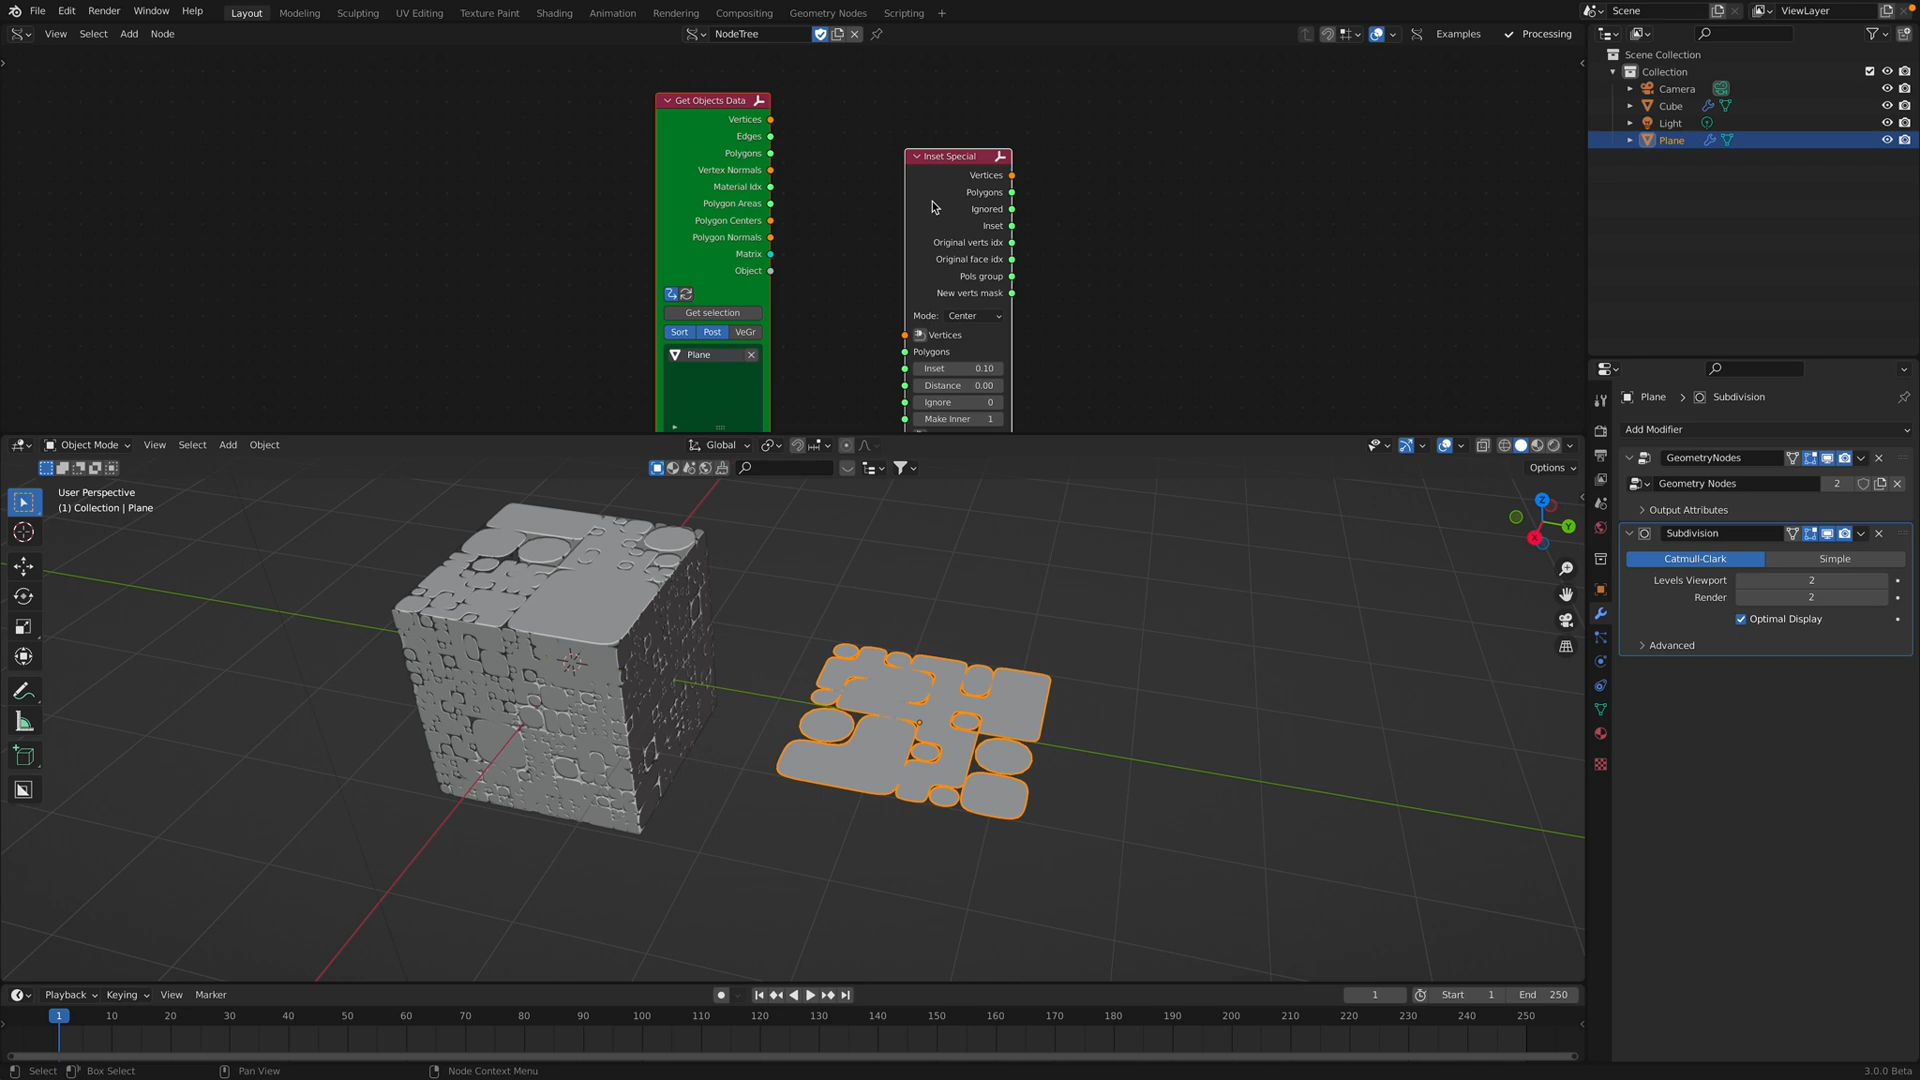 File Edit Render Window Help Layout Modeling Sculpting UV Editing Texture Paint Shading Animation Rendering Compositing Geometry Nodes Scripting + Scene ViewLayer
View Select Add Node NodeTree Examples Processing
Scene Collection
Collection
Camera
Cube
Light
Plane
Get Objects Data
Vertices
Edges
Polygons
Vertex Normals
Material Idx
Polygon Areas
Polygon Centers
Polygon Normals
Matrix
Object
Get selection
Sort Post VeGr
Plane
Inset Special
Vertices
Polygons
Ignored
Inset
Original verts idx
Original face idx
Pols group
New verts mask
Mode: Center
Vertices
Polygons
Inset 0.10
Distance 0.00
Ignore 0
Make Inner 1
Plane > Subdivision
Add Modifier
GeometryNodes
Geometry Nodes 2
Output Attributes
Subdivision
Catmull-Clark Simple
Levels Viewport 2
Render 2
Optimal Display
Advanced
Object Mode View Select Add Object Global
Options
User Perspective
(1) Collection | Plane
Z
Y
X
Playback Keying View Marker 1 Start 1 End 250
1 10 20 30 40 50 60 70 80 90 100 110 120 130 140 150 160 170 180 190 200 210 220 230 240 250
Select Box Select Pan View Node Context Menu 3.0.0 Beta